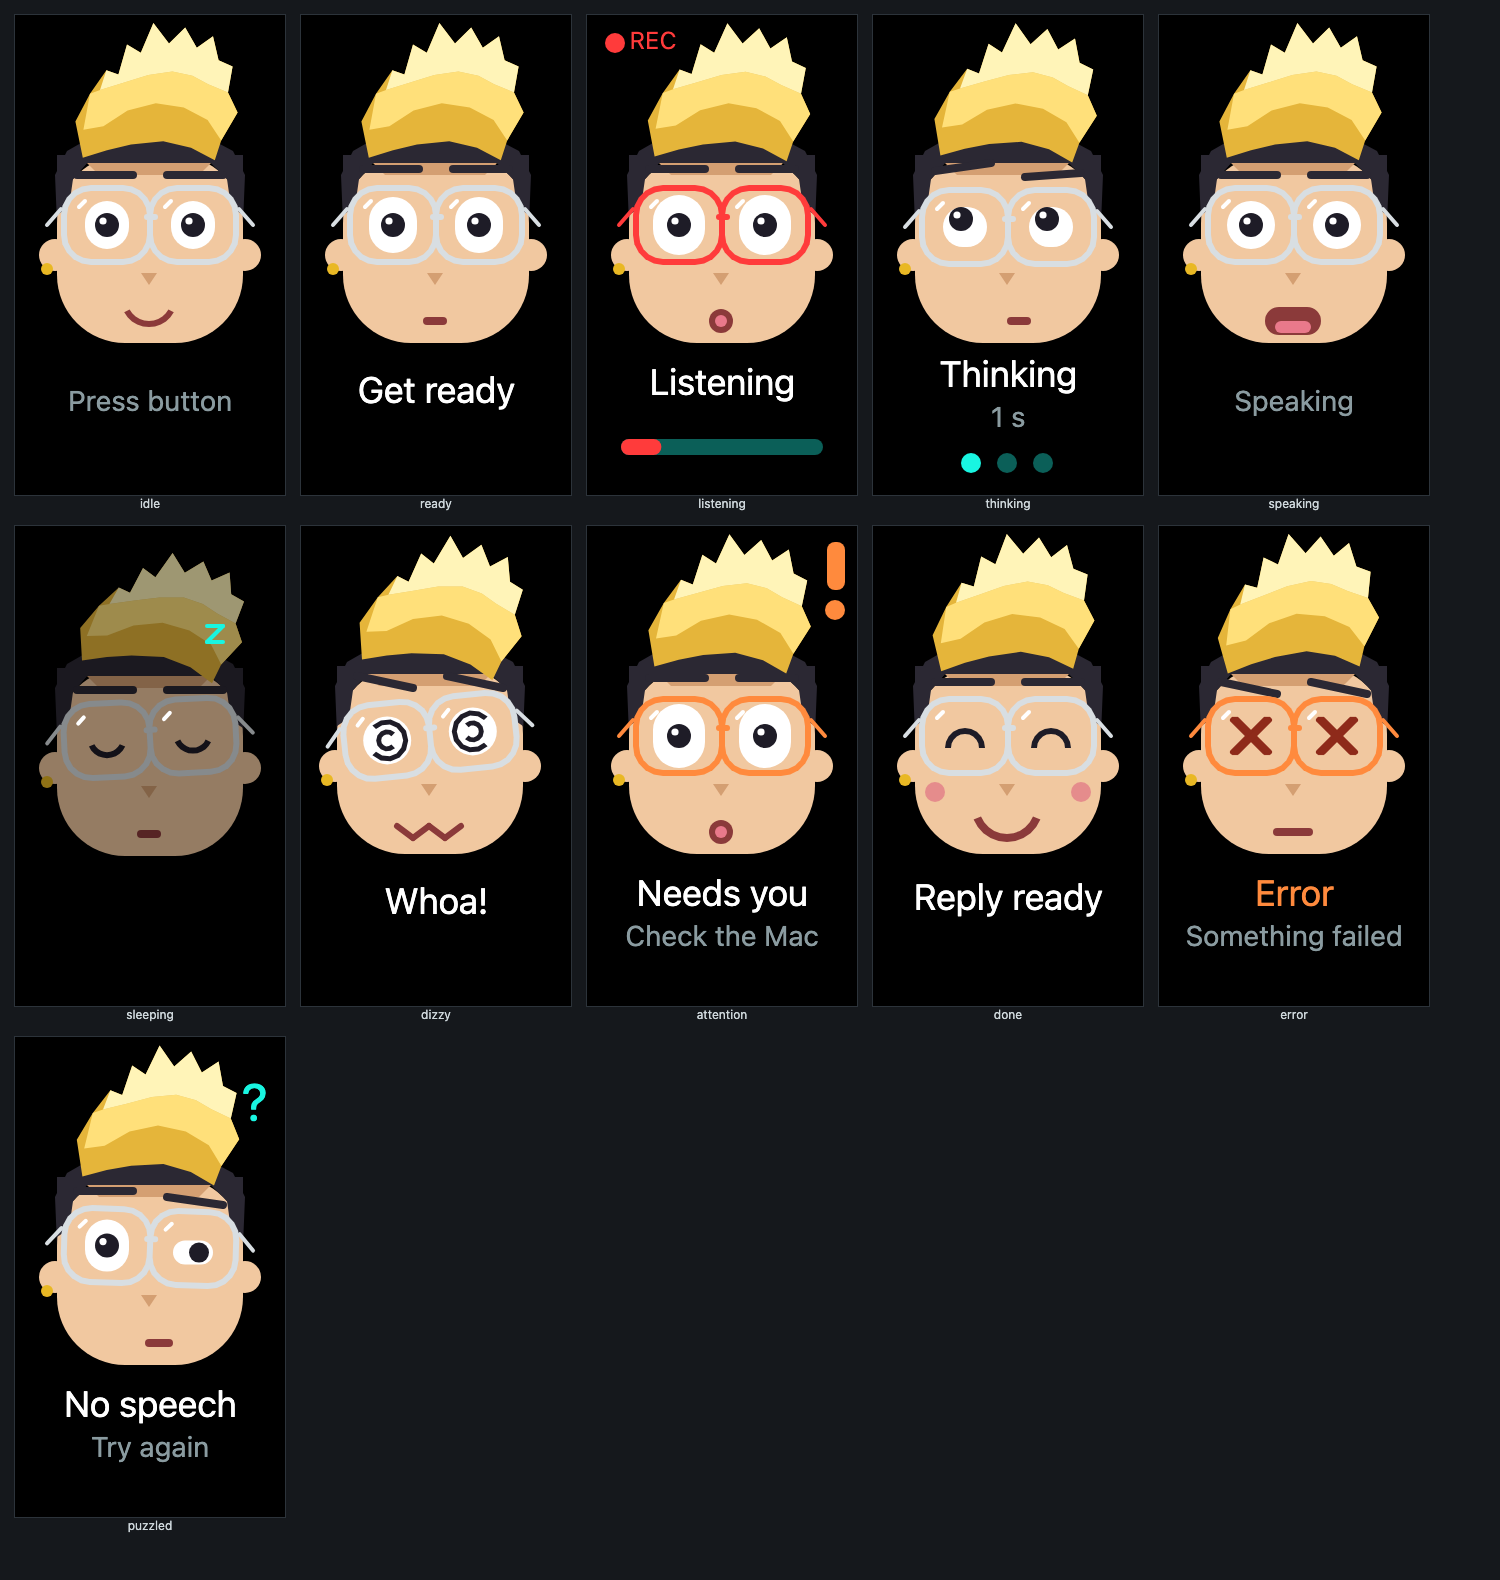 REC
Press button
Get ready
Listening
Thinking
1 s
Speaking
idle
ready
listening
thinking
speaking
z
Whoa!
Needs you
Check the Mac
Reply ready
Error
Something failed
sleeping
dizzy
attention
done
error
?
No speech
Try again
puzzled